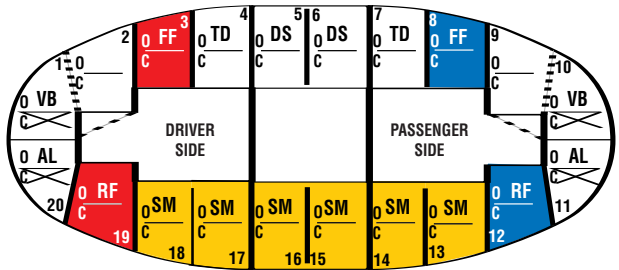 1 2 3 4 5 6 7 8 9 10
O FF O TD O DS O DS O TD O FF
C C C C C C
O O
C C
O VB O VB
C C
DRIVER PASSENGER
SIDE SIDE
O AL O AL
C C
O RF O SM O SM O SM O SM O SM O SM O RF
C C C C C C C C
20 19 18 17 16 15 14 13 12 11